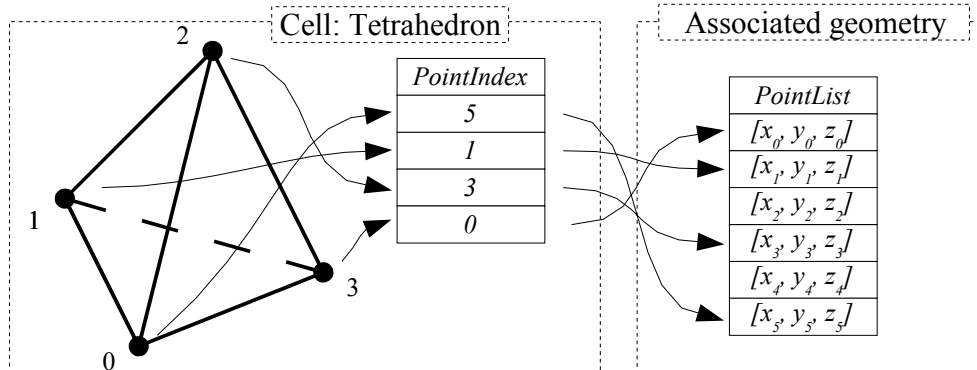 Cell: Tetrahedron
2
1
0
3
PointIndex
5
1
3
0
Associated geometry
PointList
[x₀, y₀, z₀]
[x₁, y₁, z₁]
[x₂, y₂, z₂]
[x₃, y₃, z₃]
[x₄, y₄, z₄]
[x₅, y₅, z₅]